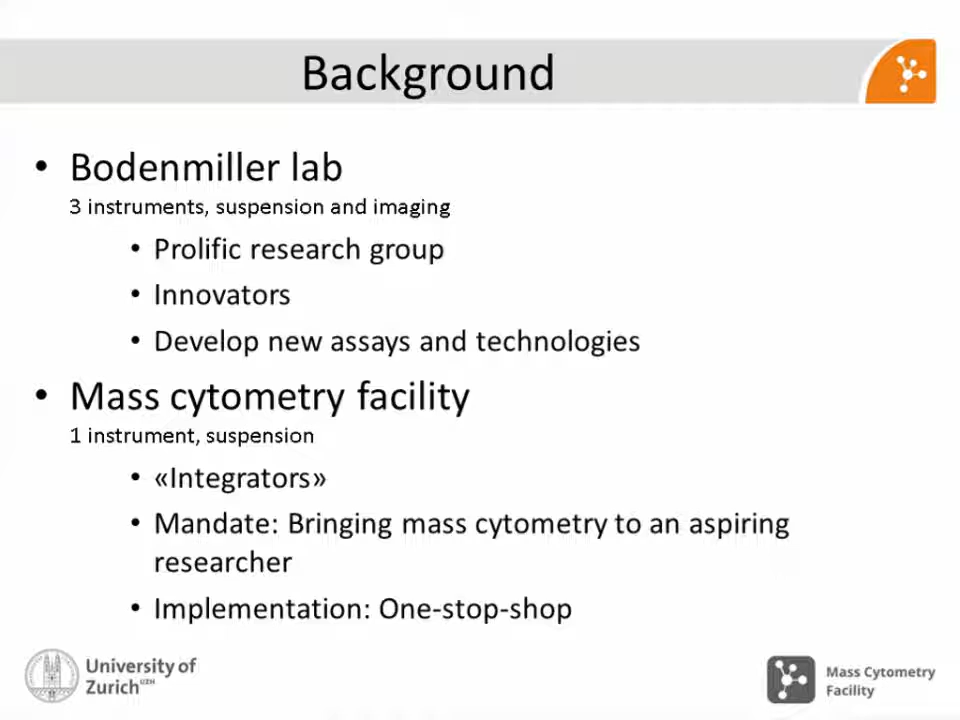 Background
• Bodenmiller lab
3 instruments, suspension and imaging
• Prolific research group
• Innovators
• Develop new assays and technologies
• Mass cytometry facility
1 instrument, suspension
• «Integrators»
• Mandate: Bringing mass cytometry to an aspiring
researcher
• Implementation: One-stop-shop
University of
Zurich UZH
Mass Cytometry
Facility